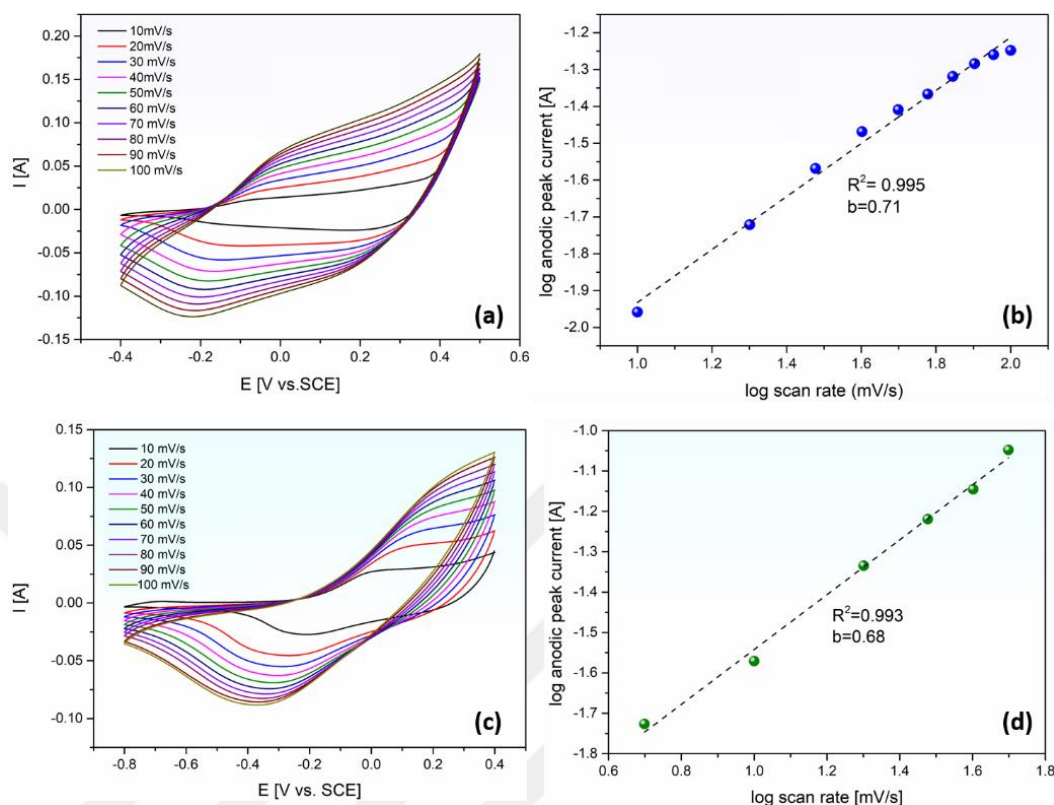 10mV/s
20mV/s
30 mV/s
40mV/s
50mV/s
60 mV/s
70 mV/s
80 mV/s
90 mV/s
100 mV/s
0.20
0.15
0.10
0.05
0.00
-0.05
-0.10
-0.15
I [A]
-0.4 -0.2 0.0 0.2 0.4 0.6
E [V vs.SCE]
(a)
-1.2
-1.3
-1.4
-1.5
-1.6
-1.7
-1.8
-1.9
-2.0
log anodic peak current [A]
R²= 0.995
b=0.71
1.0 1.2 1.4 1.6 1.8 2.0
log scan rate (mV/s)
(b)
10 mV/s
20 mV/s
30 mV/s
40 mV/s
50 mV/s
60 mV/s
70 mV/s
80 mV/s
90 mV/s
100 mV/s
0.15
0.10
0.05
0.00
-0.05
-0.10
I [A]
-0.8 -0.6 -0.4 -0.2 0.0 0.2 0.4
E [V vs. SCE]
(c)
-1.0
-1.1
-1.2
-1.3
-1.4
-1.5
-1.6
-1.7
-1.8
log anodic peak current [A]
R²=0.993
b=0.68
0.6 0.8 1.0 1.2 1.4 1.6 1.8
log scan rate [mV/s]
(d)